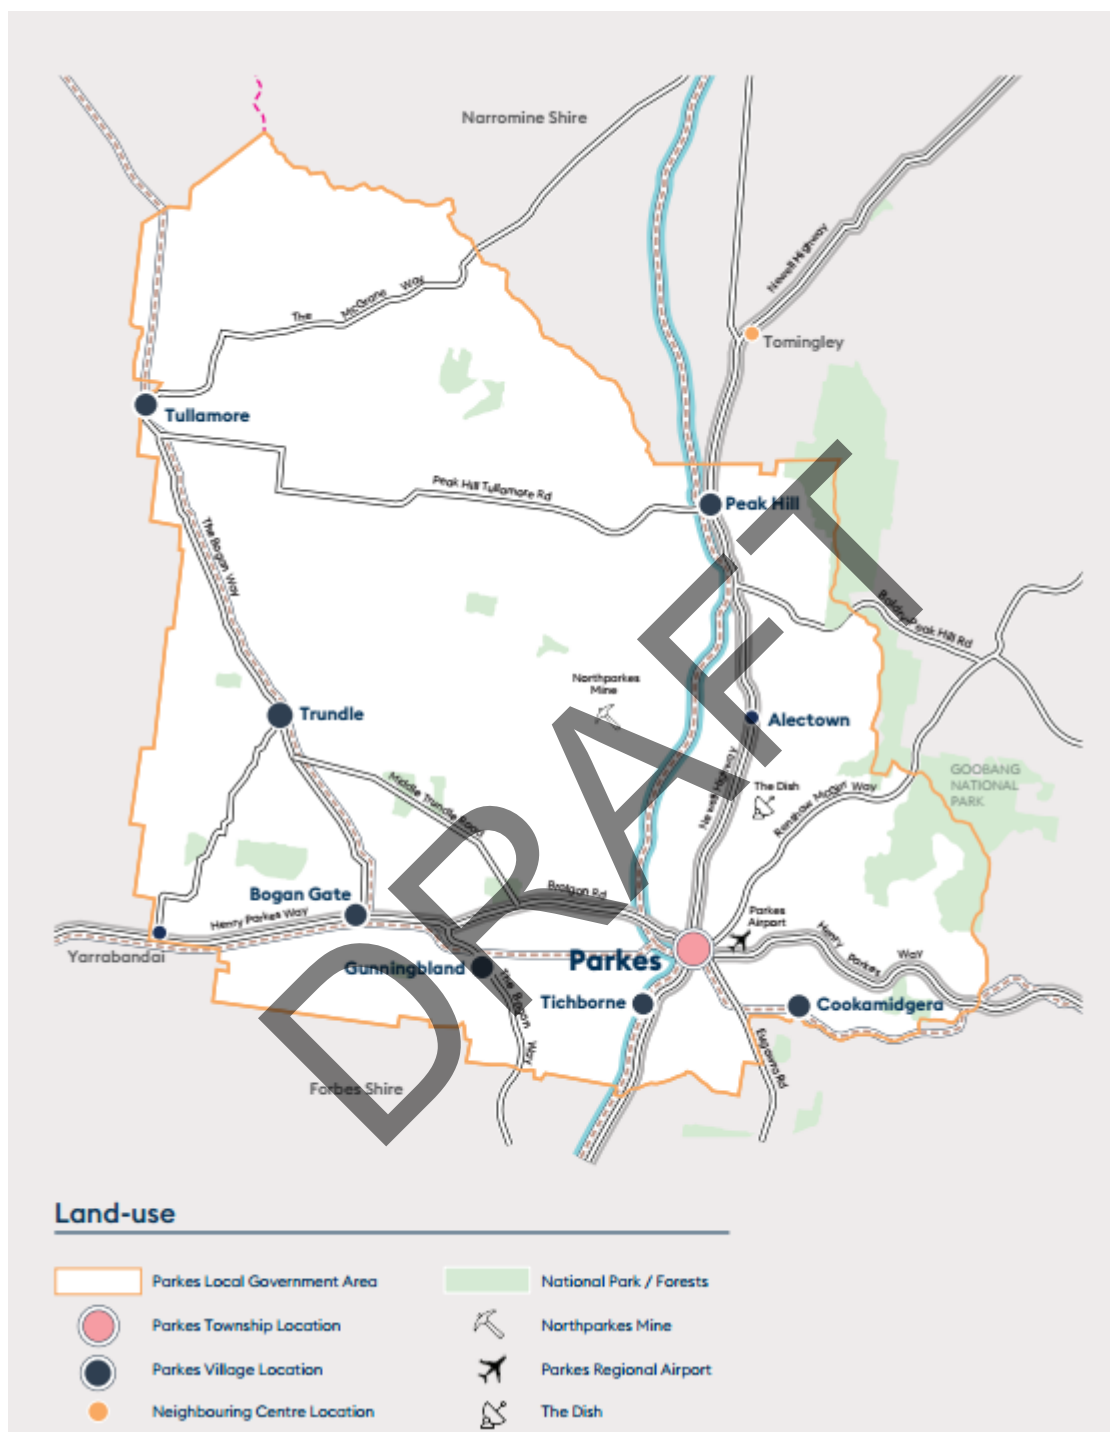 Narromine Shire
Newell Highway
Tomingley
The McGrane Way
Tullamore
Peak Hill Tullamore Rd
Peak Hill
The Bogan Way
Baldry Peak Hill Rd
Northparkes
Mine
Trundle
Alectown
GOOBANG
NATIONAL
PARK
The Dish
Middle Trundle Road
Newell Highway
Renshaw McGirr Way
Bogan Gate
Brolgan Rd
Henry Parkes Way
Parkes
Airport
Henry Parkes Way
Yarrabandai
Gunningbland
Parkes
The Bogan Way
Tichborne
Cookamidgera
Eugowra Rd
Forbes Shire
DRAFT
Land-use
Parkes Local Government Area
National Park / Forests
Parkes Township Location
Northparkes Mine
Parkes Village Location
Parkes Regional Airport
Neighbouring Centre Location
The Dish